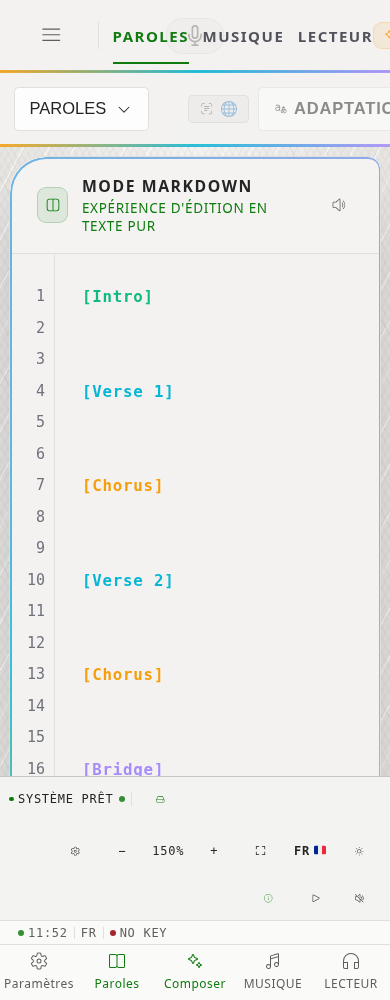 PAROLES MUSIQUE LECTEUR
PAROLES
ADAPTATIO
MODE MARKDOWN
EXPÉRIENCE D'ÉDITION EN
TEXTE PUR
1 [Intro]
2
3
4 [Verse 1]
5
6
7 [Chorus]
8
9
10 [Verse 2]
11
12
13 [Chorus]
14
15
16 [Bridge]
SYSTÈME PRÊT
− 150% + FR
11:52 FR NO KEY
Paramètres Paroles Composer MUSIQUE LECTEUR